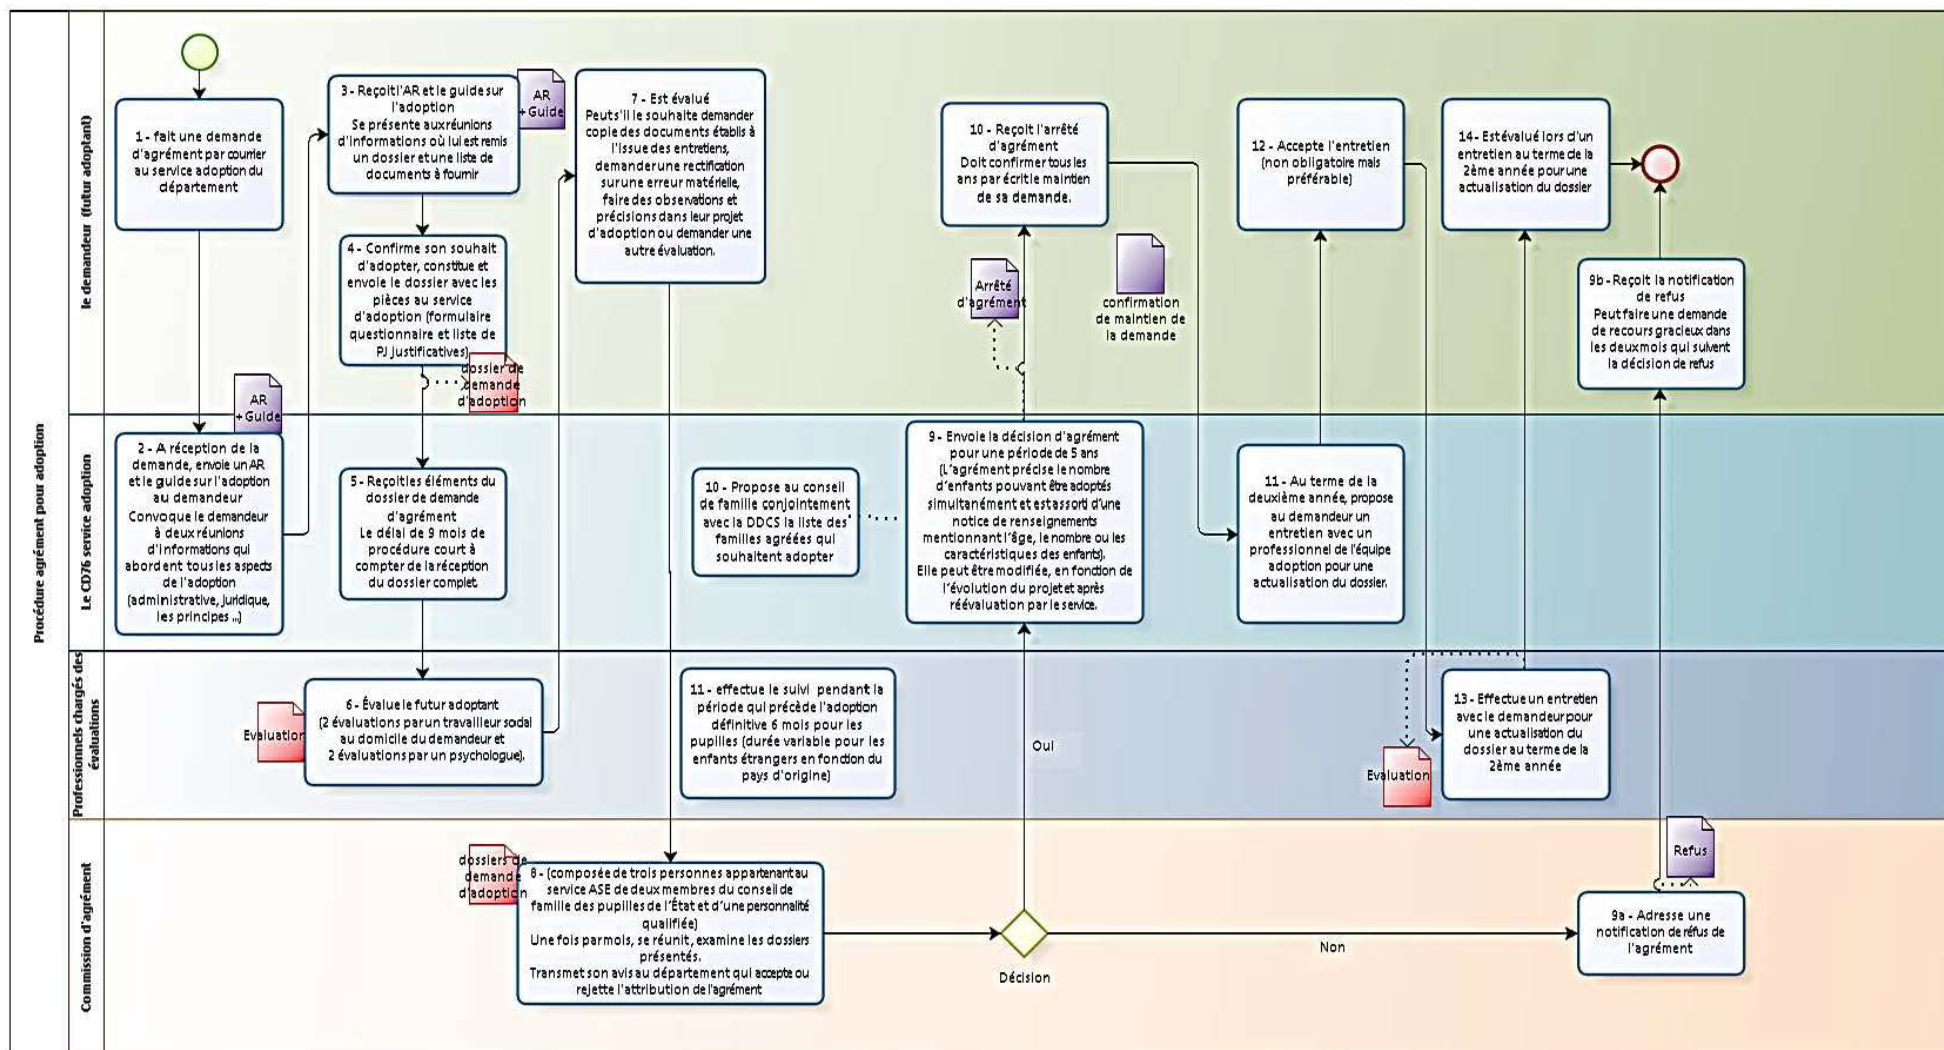 Procédure agrément pour adoption
le demandeur (futur adoptant)
1 - fait une demande
d'agrément par courrier
au service adoption du
département
3 - Reçoit l'AR et le guide sur
l'adoption
Se présente aux réunions
d'informations où lui est remis
un dossier et une liste de
documents à fournir
AR
+ Guide
4 - Confirme son souhait
d'adopter, constitue et
envoie le dossier avec les
pièces au service
d'adoption (formulaire
questionnaire et liste de
PJ justificatives)
dossier de
demande
d'adoption
7 - Est évalué
Peut s'il le souhaite demander
copie des documents établis à
l'issue des entretiens,
demander une rectification
sur une erreur matérielle,
faire des observations et
précisions dans leur projet
d'adoption ou demander une
autre évaluation.
10 - Reçoit l'arrêté
d'agrément
Doit confirmer tous les
ans par écrit le maintien
de sa demande.
Arrêté
d'agrément
confirmation
de maintien de
la demande
12 - Accepte l'entretien
(non obligatoire mais
préférable)
14 - Est évalué lors d'un
entretien au terme de la
2ème année pour une
actualisation du dossier
9b - Reçoit la notification
de refus
Peut faire une demande
de recours gracieux dans
les deux mois qui suivent
la décision de refus
Le CD76 service adoption
AR
+ Guide
2 - A réception de la
demande, envoie un AR
et le guide sur l'adoption
au demandeur
Convoque le demandeur
à deux réunions
d'informations qui
abordent tous les aspects
de l'adoption
(administrative, juridique,
les principes ...)
5 - Reçoit les éléments du
dossier de demande
d'agrément
Le délai de 9 mois de
procédure court à
compter de la réception
du dossier complet.
10 - Propose au conseil
de famille conjointement
avec la DDCS la liste des
familles agréées qui
souhaitent adopter
9 - Envoie la décision d'agrément
pour une période de 5 ans
(L'agrément précise le nombre
d'enfants pouvant être adoptés
simultanément et est assorti d'une
notice de renseignements
mentionnant l'âge, le nombre ou les
caractéristiques des enfants).
Elle peut être modifiée, en fonction de
l'évolution du projet et après
réévaluation par le service.
11 - Au terme de la
deuxième année, propose
au demandeur un
entretien avec un
professionnel de l'équipe
adoption pour une
actualisation du dossier.
Professionnels chargés des
évaluations
Evaluation
6 - Évalue le futur adoptant
(2 évaluations par un travailleur social
au domicile du demandeur et
2 évaluations par un psychologue).
11 - effectue le suivi pendant la
période qui précède l'adoption
définitive 6 mois pour les
pupilles (durée variable pour les
enfants étrangers en fonction du
pays d'origine)
Oui
Evaluation
13 - Effectue un entretien
avec le demandeur pour
une actualisation du
dossier au terme de la
2ème année
Commission d'agrément
dossiers de
demande
d'adoption
8 - (composée de trois personnes appartenant au
service ASE de deux membres du conseil de
famille des pupilles de l'État et d'une personnalité
qualifiée)
Une fois par mois, se réunit, examine les dossiers
présentés.
Transmet son avis au département qui accepte ou
rejette l'attribution de l'agrément
Décision
Non
Refus
9a - Adresse une
notification de réfus de
l'agrément